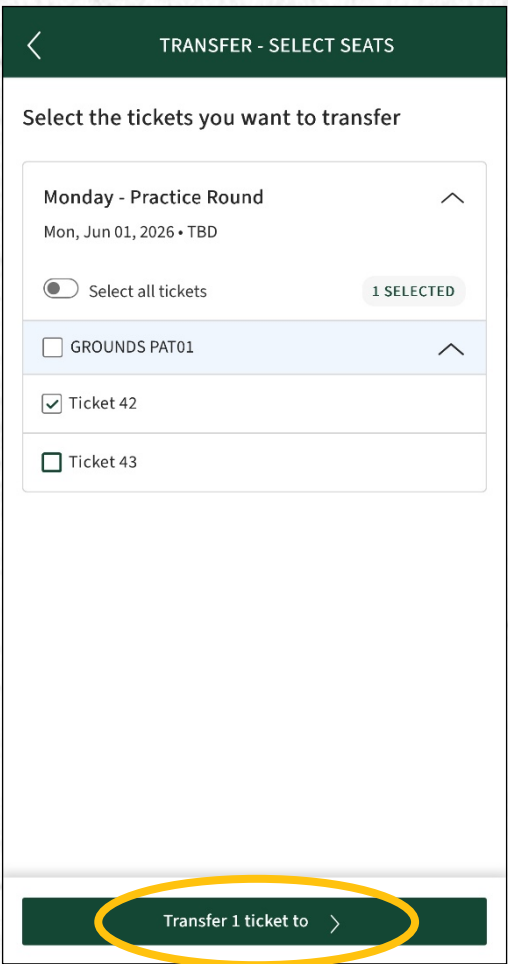 TRANSFER - SELECT SEATS
Select the tickets you want to transfer
Monday - Practice Round
Mon, Jun 01, 2026 • TBD
Select all tickets
1 SELECTED
GROUNDS PAT01
Ticket 42
Ticket 43
Transfer 1 ticket to